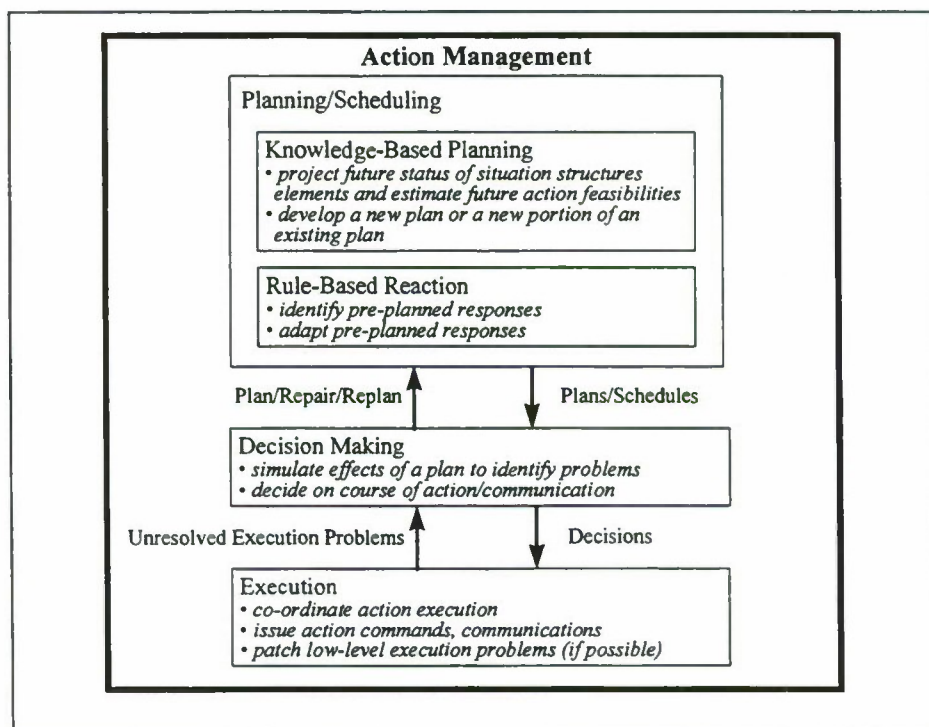 Action Management
Planning/Scheduling
Knowledge-Based Planning
• project future status of situation structures
elements and estimate future action feasibilities
• develop a new plan or a new portion of an
existing plan
Rule-Based Reaction
• identify pre-planned responses
• adapt pre-planned responses
Plan/Repair/Replan
Plans/Schedules
Decision Making
• simulate effects of a plan to identify problems
• decide on course of action/communication
Unresolved Execution Problems
Decisions
Execution
• co-ordinate action execution
• issue action commands, communications
• patch low-level execution problems (if possible)